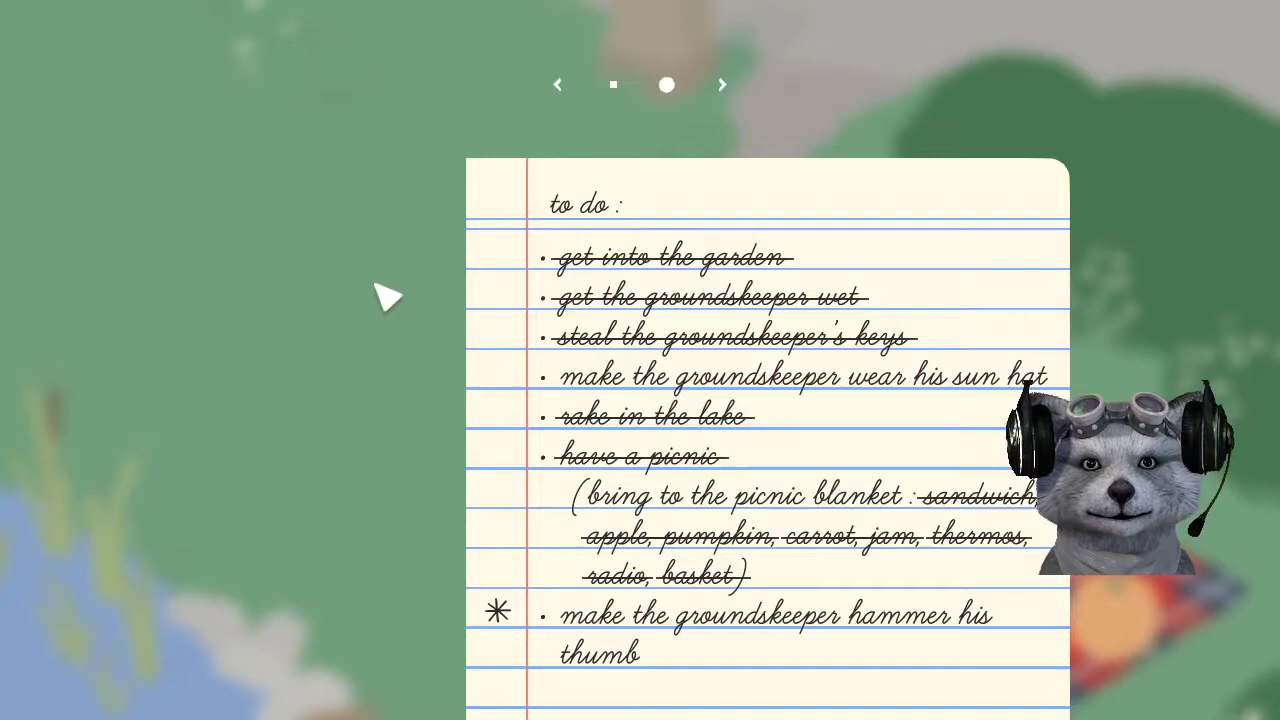 to do :
• get into the garden
• get the groundskeeper wet
• steal the groundskeeper's keys
• make the groundskeeper wear his sun hat
• rake in the lake
• have a picnic
(bring to the picnic blanket : sandwich,
apple, pumpkin, carrot, jam, thermos,
radio, basket)
• make the groundskeeper hammer his
thumb